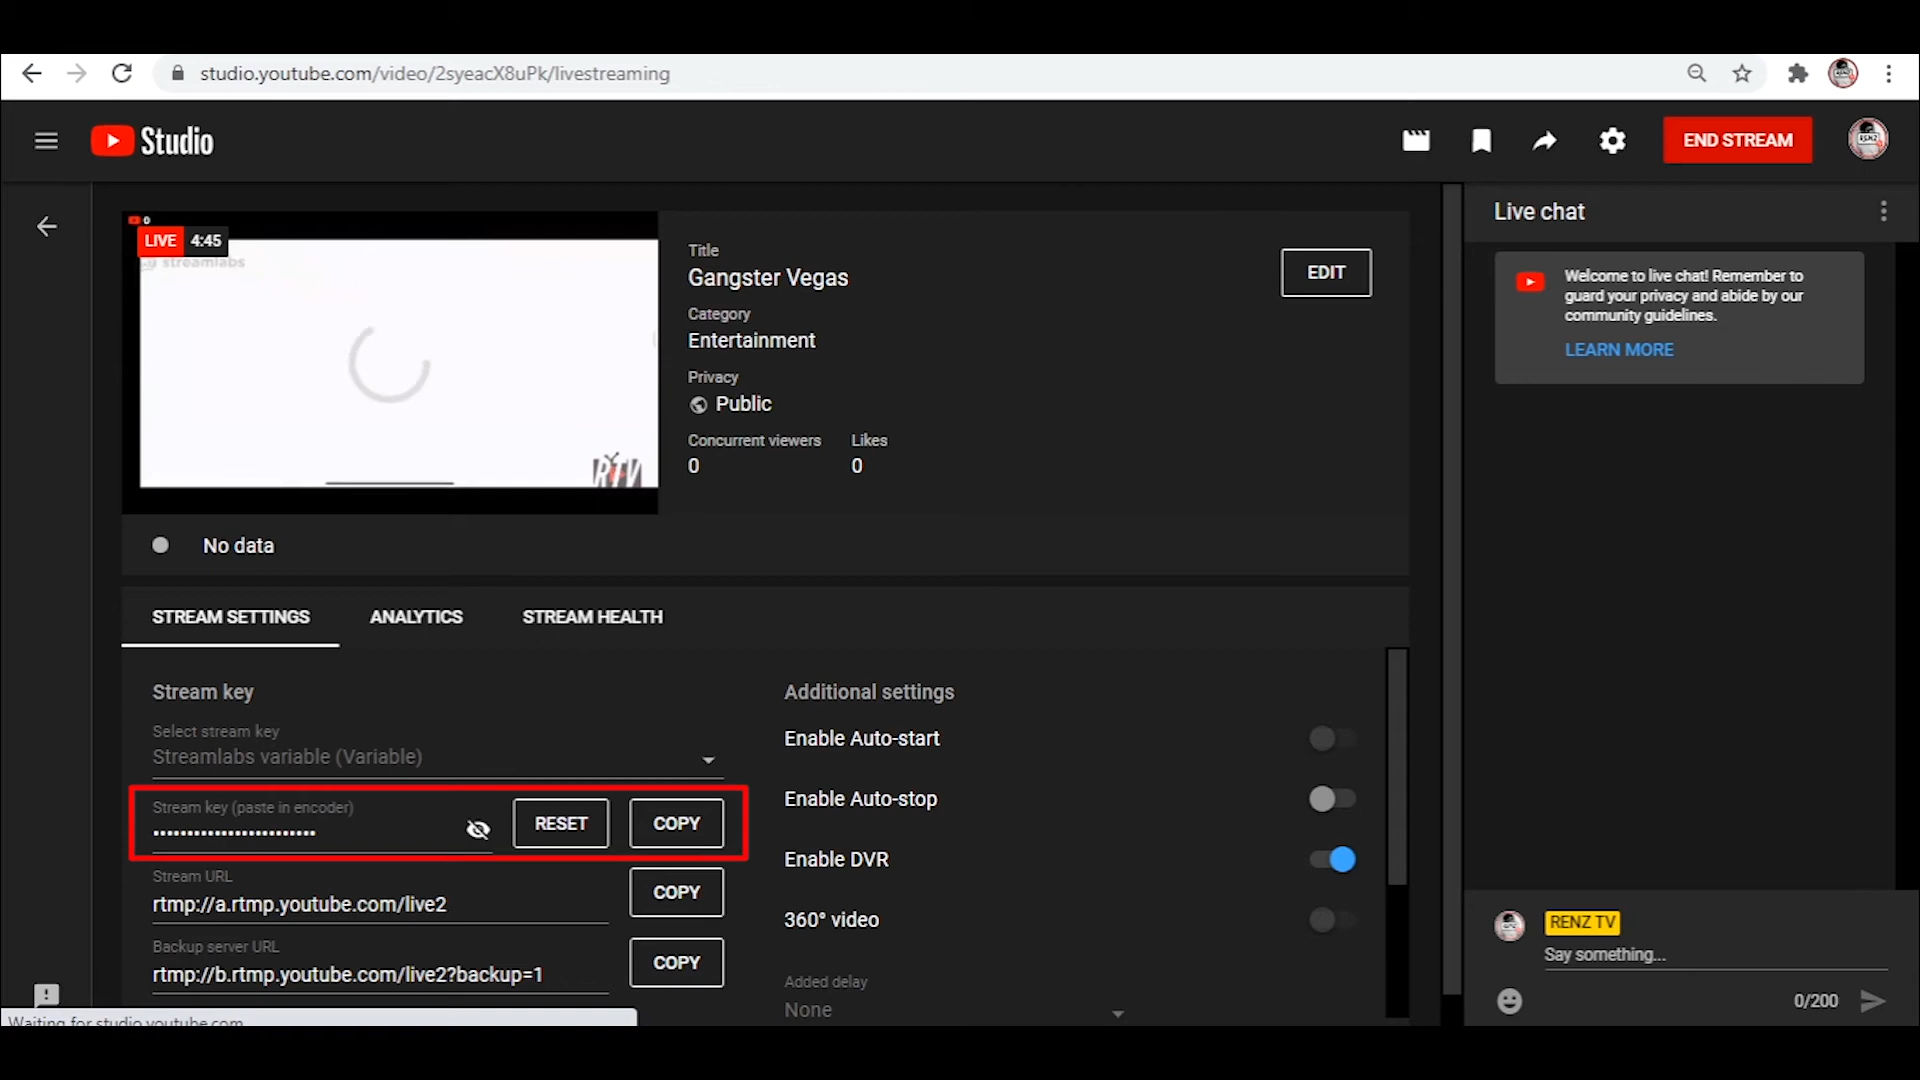 studio.youtube.com/video/2syeacX8uPk/livestreaming
Studio
END STREAM
RENZ
0
LIVE 4:45
streamlabs
RTV
Title
Gangster Vegas
EDIT
Category
Entertainment
Privacy
Public
Concurrent viewers Likes
0 0
No data
STREAM SETTINGS ANALYTICS STREAM HEALTH
Stream key
Select stream key
Streamlabs variable (Variable)
Stream key (paste in encoder)
••••••••••••••••••••••••
RESET COPY
Stream URL
rtmp://a.rtmp.youtube.com/live2
COPY
Backup server URL
rtmp://b.rtmp.youtube.com/live2?backup=1
COPY
Additional settings
Enable Auto-start
Enable Auto-stop
Enable DVR
360° video
Added delay
None
Live chat
Welcome to live chat! Remember to
guard your privacy and abide by our
community guidelines.
LEARN MORE
RENZ TV
Say something...
0/200
Waiting for studio.youtube.com